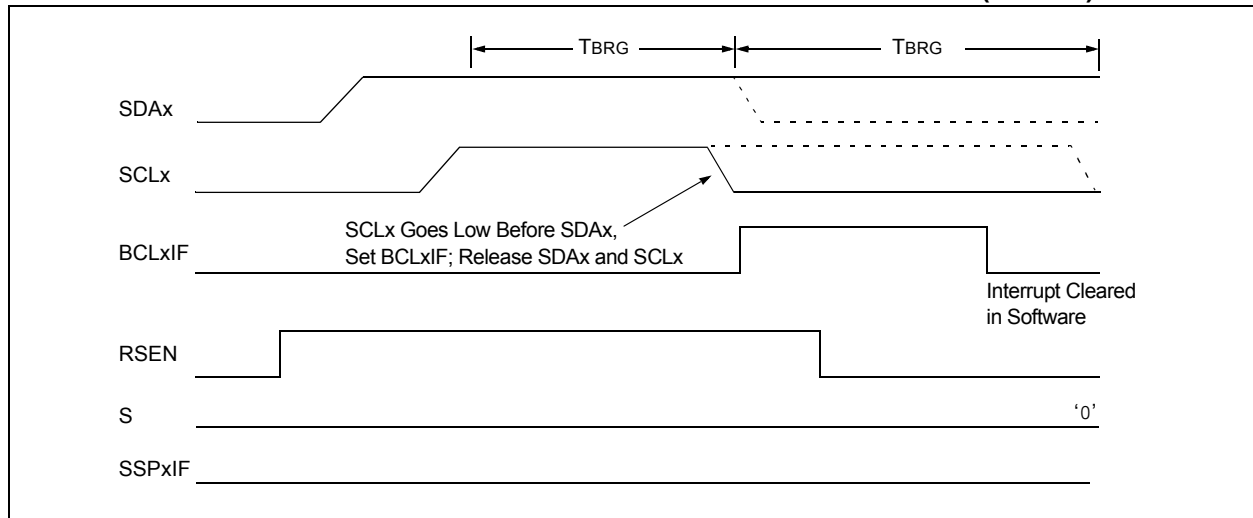 TBRG
TBRG
SDAx
SCLx
SCLx Goes Low Before SDAx,
Set BCLxIF; Release SDAx and SCLx
BCLxIF
Interrupt Cleared
in Software
RSEN
S
‘0’
SSPxIF